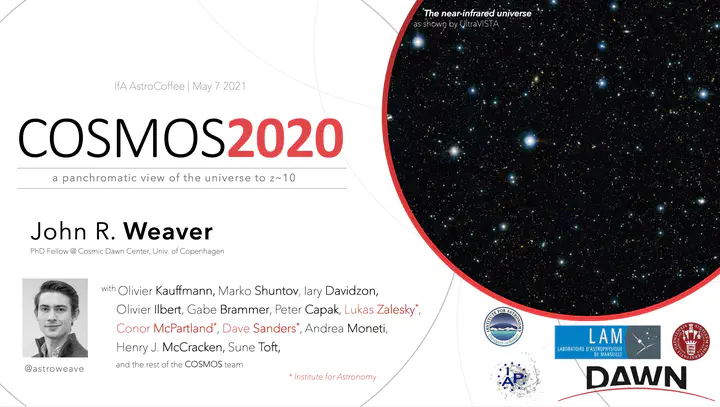 The near-infrared universe
as shown by UltraVISTA
IfA AstroCoffee | May 7 2021
COSMOS2020
a panchromatic view of the universe to z~10
John R. Weaver
PhD Fellow @ Cosmic Dawn Center, Univ. of Copenhagen
with Olivier Kauffmann, Marko Shuntov, Iary Davidzon,
Olivier Ilbert, Gabe Brammer, Peter Capak, Lukas Zalesky*,
Conor McPartland*, Dave Sanders*, Andrea Moneti,
Henry J. McCracken, Sune Toft,
and the rest of the COSMOS team
@astroweave
* Institute for Astronomy
INSTITUTE FOR ASTRONOMY
LAM
LABORATOIRE D'ASTROPHYSIQUE
DE MARSEILLE
IAP
DAWN